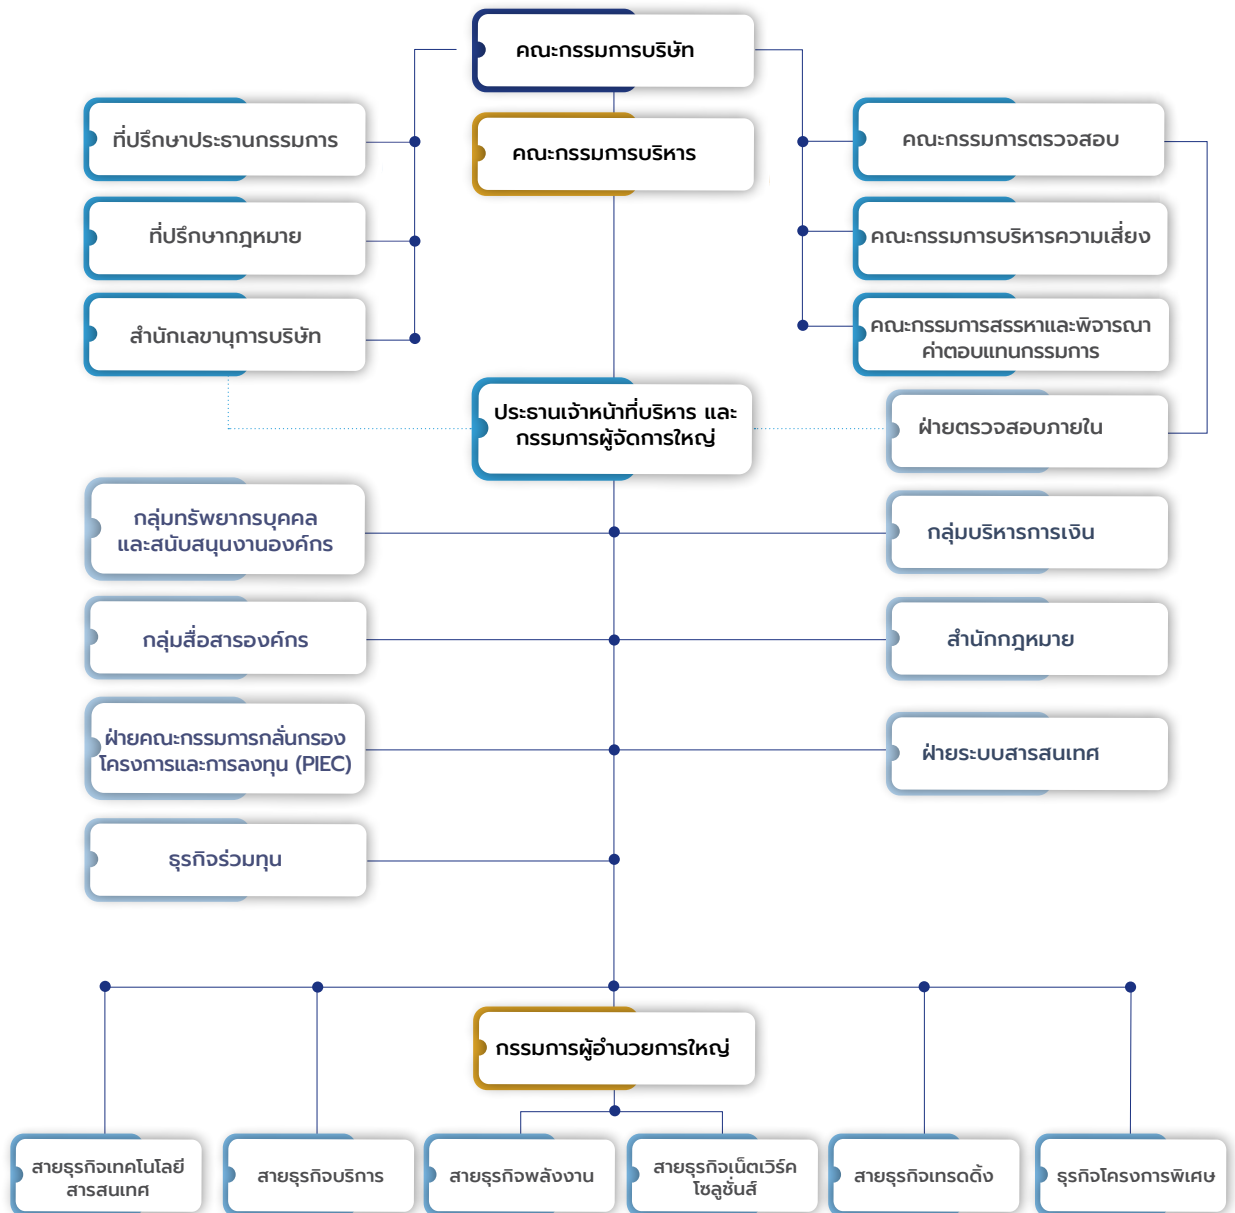 คณะกรรมการบริษัท
ที่ปรึกษาประธานกรรมการ
คณะกรรมการบริหาร
คณะกรรมการตรวจสอบ
ที่ปรึกษากฎหมาย
คณะกรรมการบริหารความเสี่ยง
สำนักเลขานุการบริษัท
คณะกรรมการสรรหาและพิจารณา
ค่าตอบแทนกรรมการ
ประธานเจ้าหน้าที่บริหาร และ
กรรมการผู้จัดการใหญ่
ฝ่ายตรวจสอบภายใน
กลุ่มทรัพยากรบุคคล
และสนับสนุนงานองค์กร
กลุ่มบริหารการเงิน
กลุ่มสื่อสารองค์กร
สำนักกฎหมาย
ฝ่ายคณะกรรมการกลั่นกรอง
โครงการและการลงทุน (PIEC)
ฝ่ายระบบสารสนเทศ
ธุรกิจร่วมทุน
กรรมการผู้อำนวยการใหญ่
สายธุรกิจเทคโนโลยี
สารสนเทศ
สายธุรกิจบริการ
สายธุรกิจพลังงาน
สายธุรกิจเน็ตเวิร์ค
โซลูชั่นส์
สายธุรกิจเทรดดิ้ง
ธุรกิจโครงการพิเศษ